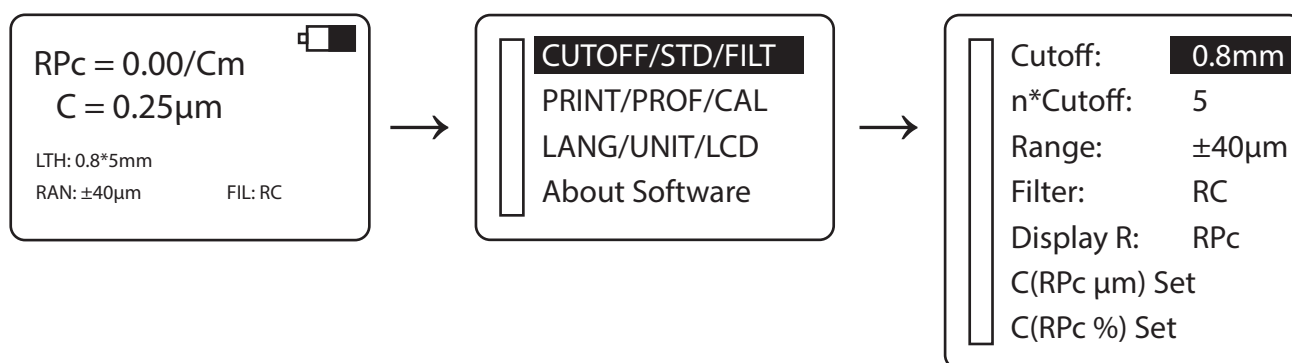 RPc = 0.00/Cm
C = 0.25µm
LTH: 0.8*5mm
RAN: ±40µm FIL: RC
CUTOFF/STD/FILT
PRINT/PROF/CAL
LANG/UNIT/LCD
About Software
Cutoff: 0.8mm
n*Cutoff: 5
Range: ±40µm
Filter: RC
Display R: RPc
C(RPc µm) Set
C(RPc %) Set